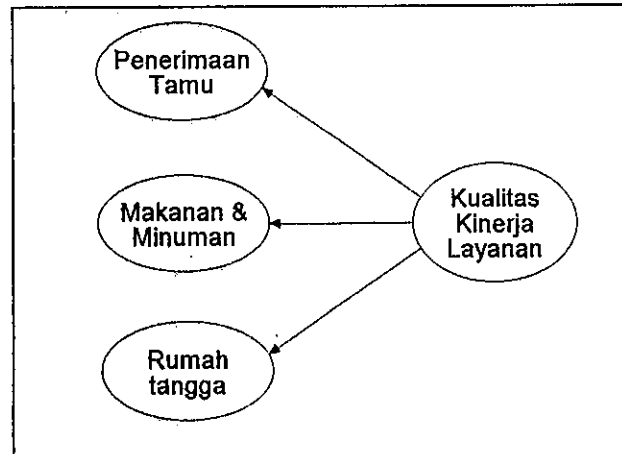 Penerimaan
Tamu
Makanan &
Minuman
Kualitas
Kinerja
Layanan
Rumah
tangga